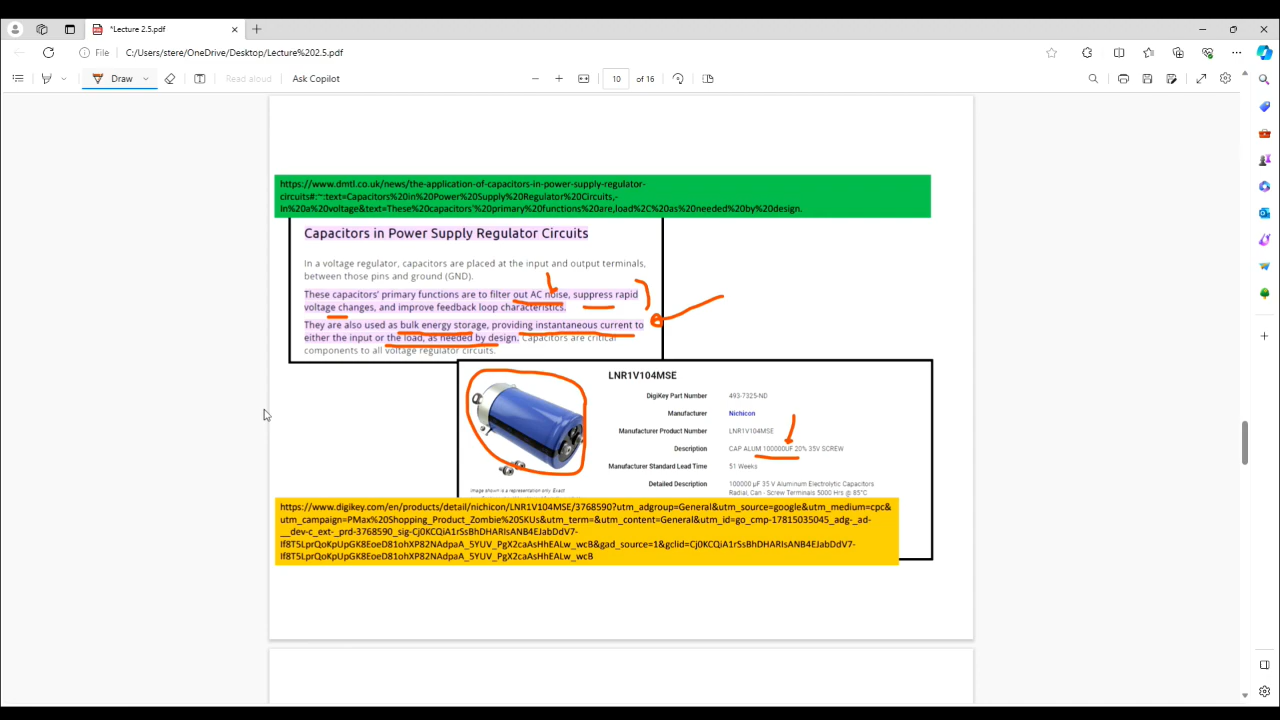 *Lecture 2.5.pdf
File
C:/Users/stere/OneDrive/Desktop/Lecture%202.5.pdf
Draw
Read aloud
Ask Copilot
10
of 16
https://www.dmtl.co.uk/news/the-application-of-capacitors-in-power-supply-regulator-
circuits#:~:text=Capacitors%20in%20Power%20Supply%20Regulator%20Circuits,-
In%20a%20voltage&text=These%20capacitors'%20primary%20functions%20are,load%2C%20as%20needed%20by%20design.
Capacitors in Power Supply Regulator Circuits
In a voltage regulator, capacitors are placed at the input and output terminals,
between those pins and ground (GND).
These capacitors' primary functions are to filter out AC noise, suppress rapid
voltage changes, and improve feedback loop characteristics.
They are also used as bulk energy storage, providing instantaneous current to
either the input or the load, as needed by design. Capacitors are critical
components to all voltage regulator circuits.
LNR1V104MSE
DigiKey Part Number 493-7325-ND
Manufacturer Nichicon
Manufacturer Product Number LNR1V104MSE
Description CAP ALUM 100000UF 20% 35V SCREW
Manufacturer Standard Lead Time 51 Weeks
Detailed Description 100000 µF 35 V Aluminum Electrolytic Capacitors
Radial, Can - Screw Terminals 5000 Hrs @ 85°C
Image shown is a representation only. Exact
https://www.digikey.com/en/products/detail/nichicon/LNR1V104MSE/3768590?utm_adgroup=General&utm_source=google&utm_medium=cpc&
utm_campaign=PMax%20Shopping_Product_Zombie%20SKUs&utm_term=&utm_content=General&utm_id=go_cmp-17815035045_adg-_ad-
__dev-c_ext-_prd-3768590_sig-Cj0KCQiA1rSsBhDHARIsANB4EJabDdV7-
If8T5LprQoKpUpGK8EoeD81ohXP82NAdpaA_5YUV_PgX2caAsHhEALw_wcB&gad_source=1&gclid=Cj0KCQiA1rSsBhDHARIsANB4EJabDdV7-
If8T5LprQoKpUpGK8EoeD81ohXP82NAdpaA_5YUV_PgX2caAsHhEALw_wcB